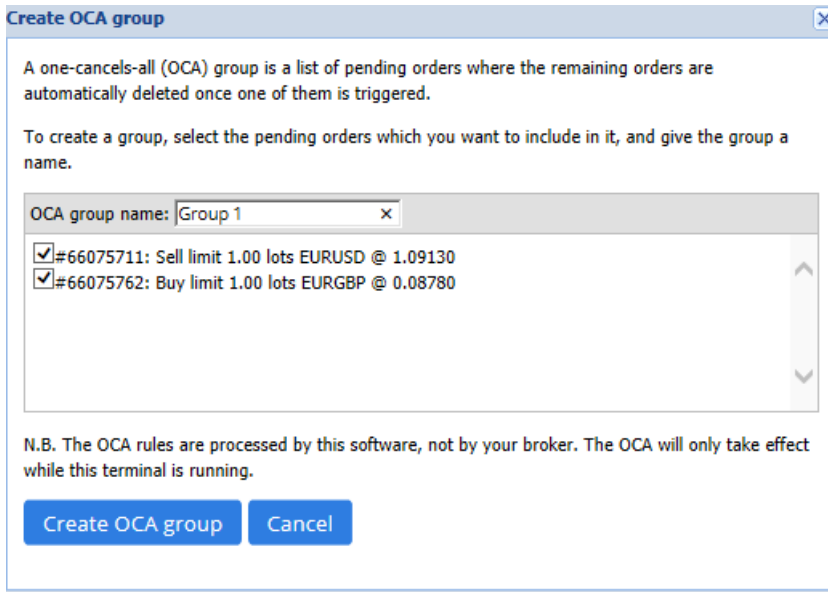 Create OCA group
A one-cancels-all (OCA) group is a list of pending orders where the remaining orders are
automatically deleted once one of them is triggered.
To create a group, select the pending orders which you want to include in it, and give the group a
name.
OCA group name: Group 1
#66075711: Sell limit 1.00 lots EURUSD @ 1.09130
#66075762: Buy limit 1.00 lots EURGBP @ 0.08780
N.B. The OCA rules are processed by this software, not by your broker. The OCA will only take effect
while this terminal is running.
Create OCA group Cancel